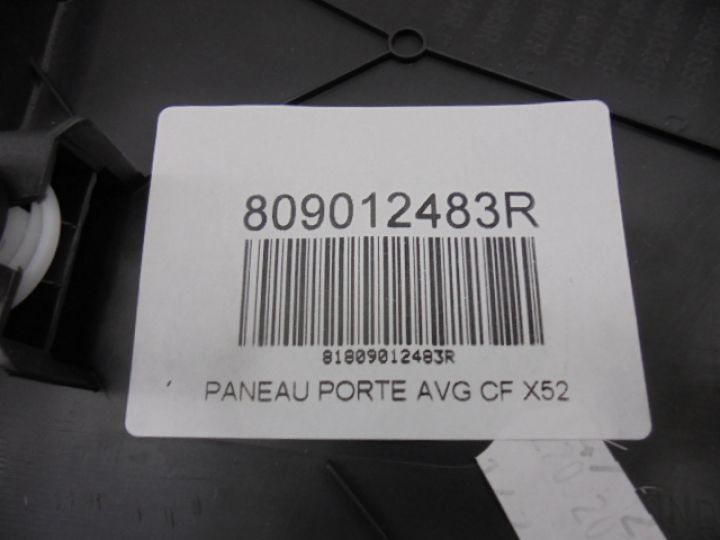 809012483R
81809012483R
PANEAU PORTE AVG CF X52